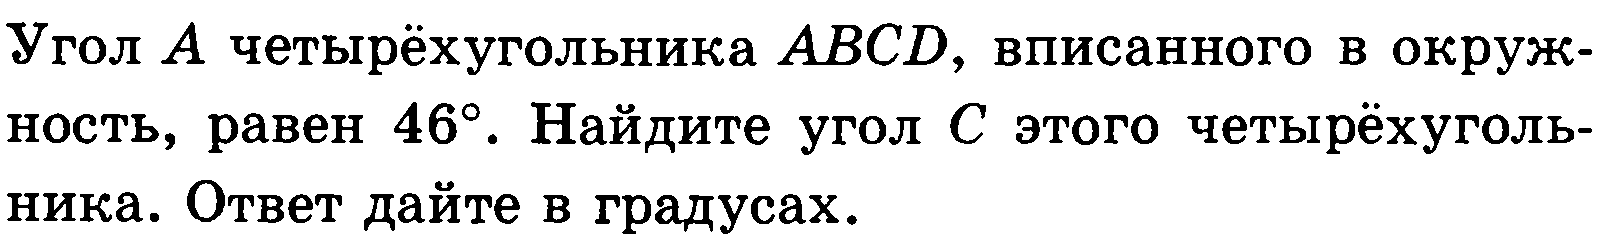 Угол A четырёхугольника ABCD, вписанного в окруж-
ность, равен 46°. Найдите угол C этого четырёхуголь-
ника. Ответ дайте в градусах.